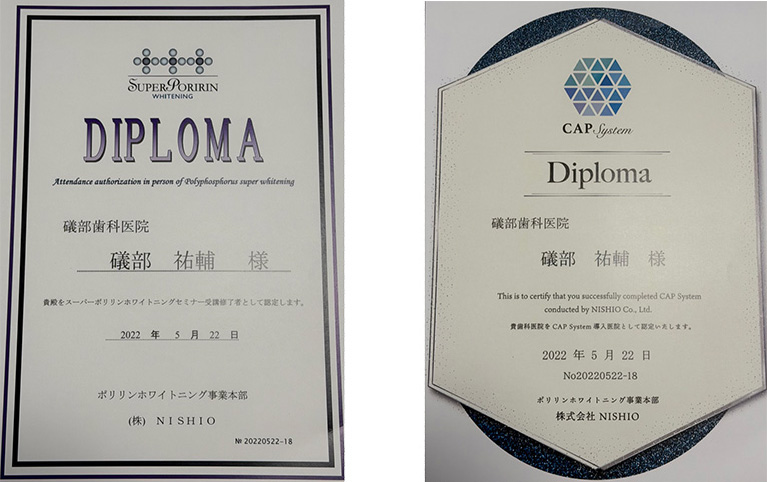 SUPERPORIRIN
WHITENING
DIPLOMA
Attendance authorization in person of Polyphosphorus super whitening
礒部歯科医院
礒部 祐輔 様
貴殿をスーパーポリリンホワイトニングセミナー受講修了者として認定します。
2022 年 5 月 22 日
ポリリンホワイトニング事業本部
(株) NISHIO
№ 20220522-18
CAP System
Diploma
礒部歯科医院
礒部 祐輔 様
This is to certify that you successfully completed CAP System
conducted by NISHIO Co., Ltd.
貴歯科医院を CAP System 導入医院として認定いたします。
2022 年 5 月 22 日
No20220522-18
ポリリンホワイトニング事業本部
株式会社 NISHIO